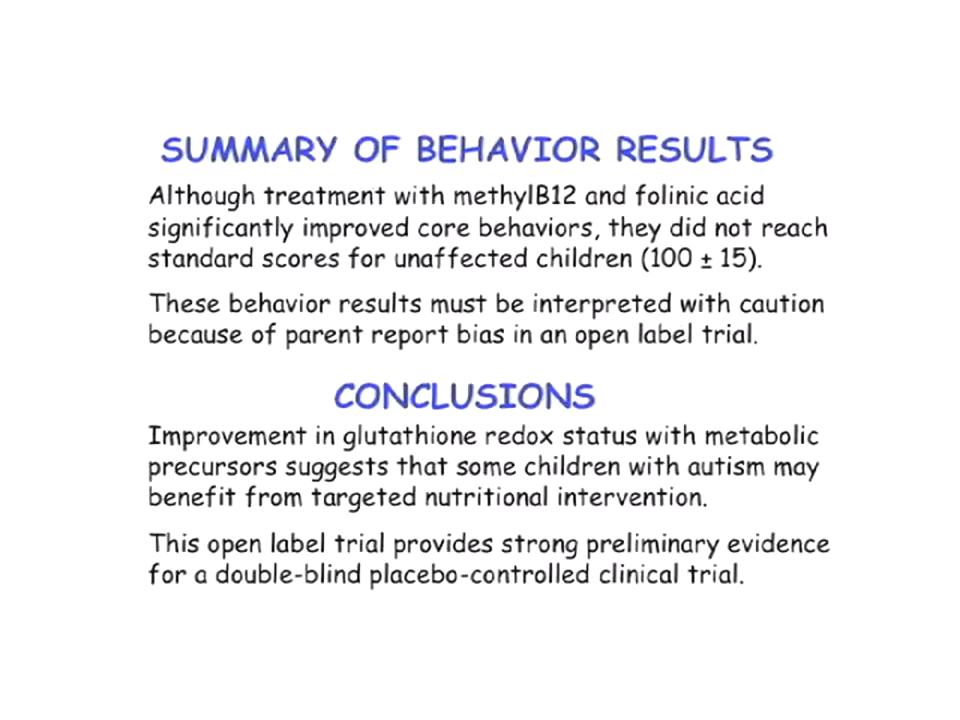 SUMMARY OF BEHAVIOR RESULTS
Although treatment with methylB12 and folinic acid
significantly improved core behaviors, they did not reach
standard scores for unaffected children (100 ± 15).
These behavior results must be interpreted with caution
because of parent report bias in an open label trial.
CONCLUSIONS
Improvement in glutathione redox status with metabolic
precursors suggests that some children with autism may
benefit from targeted nutritional intervention.
This open label trial provides strong preliminary evidence
for a double-blind placebo-controlled clinical trial.